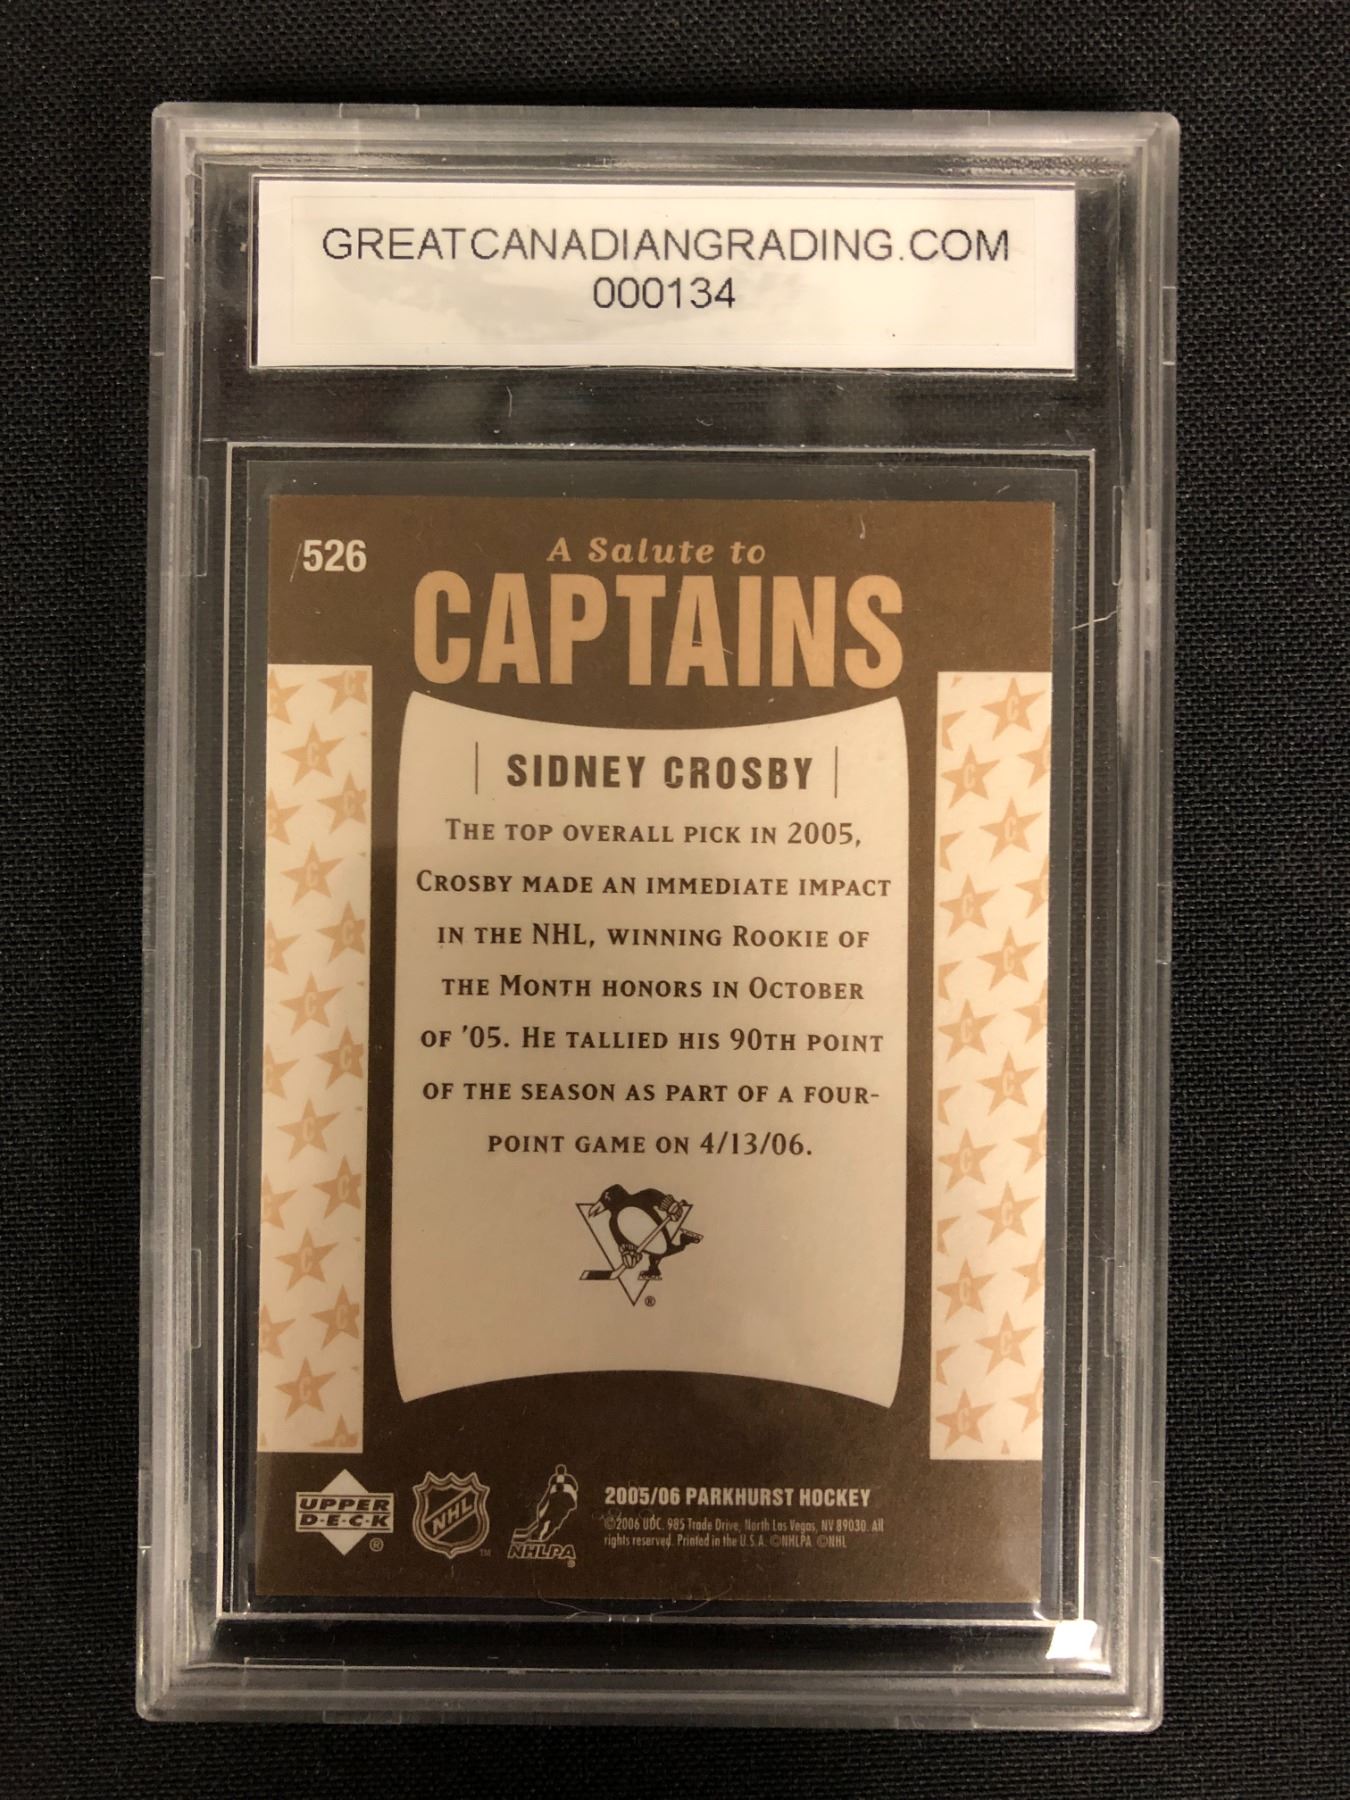 GREATCANADIANGRADING.COM
000134
526
A Salute to
CAPTAINS
SIDNEY CROSBY
THE TOP OVERALL PICK IN 2005,
CROSBY MADE AN IMMEDIATE IMPACT
IN THE NHL, WINNING ROOKIE OF
THE MONTH HONORS IN OCTOBER
OF '05. HE TALLIED HIS 90TH POINT
OF THE SEASON AS PART OF A FOUR-
POINT GAME ON 4/13/06.
®
UPPER
D·E·C·K
®
NHL
™
NHLPA
®
2005/06 PARKHURST HOCKEY
©2006 UDC. 985 Trade Drive, North Las Vegas, NV 89030. All
rights reserved. Printed in the U.S.A. ©NHLPA ©NHL
C